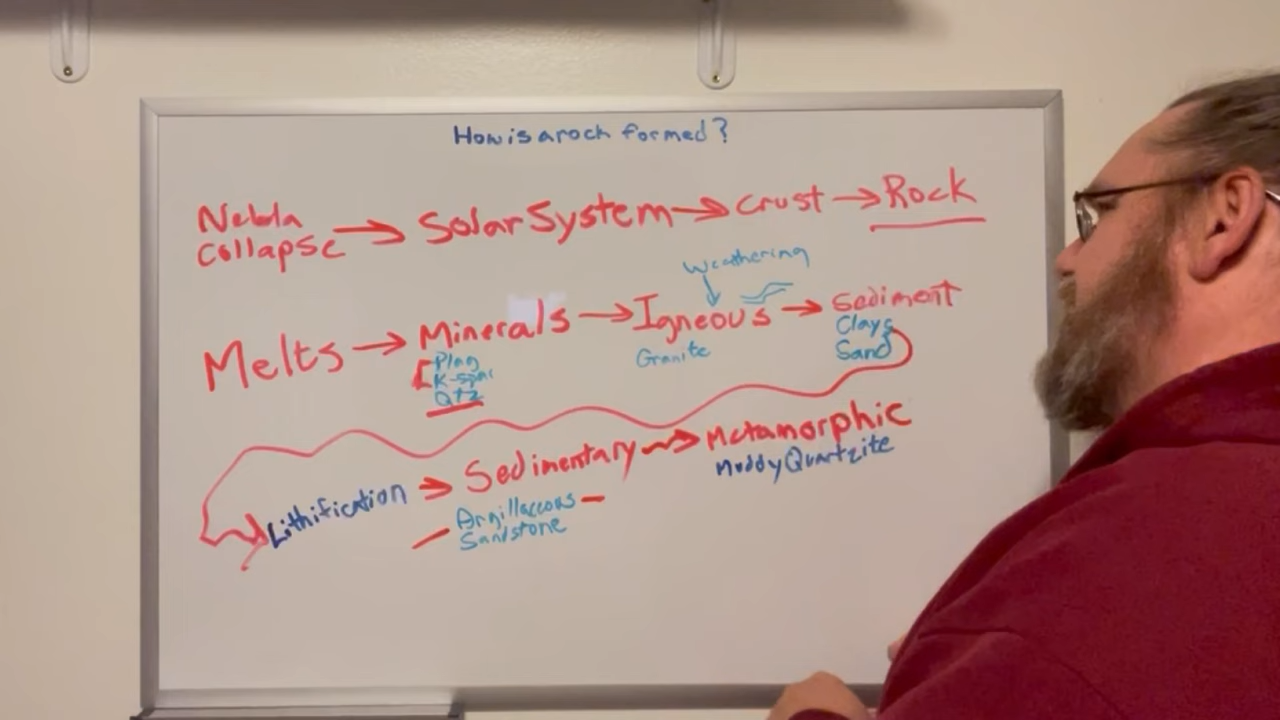 How is a rock formed?
Nebula
Collapse → Solar System → Crust → Rock
Weathering
Melts → Minerals → Igneous → Sediment
Plag
K-spar
Qtz
Granite
Clays
Sand
Lithification → Sedimentary → Metamorphic
Argillaceous
Sandstone
Muddy Quartzite